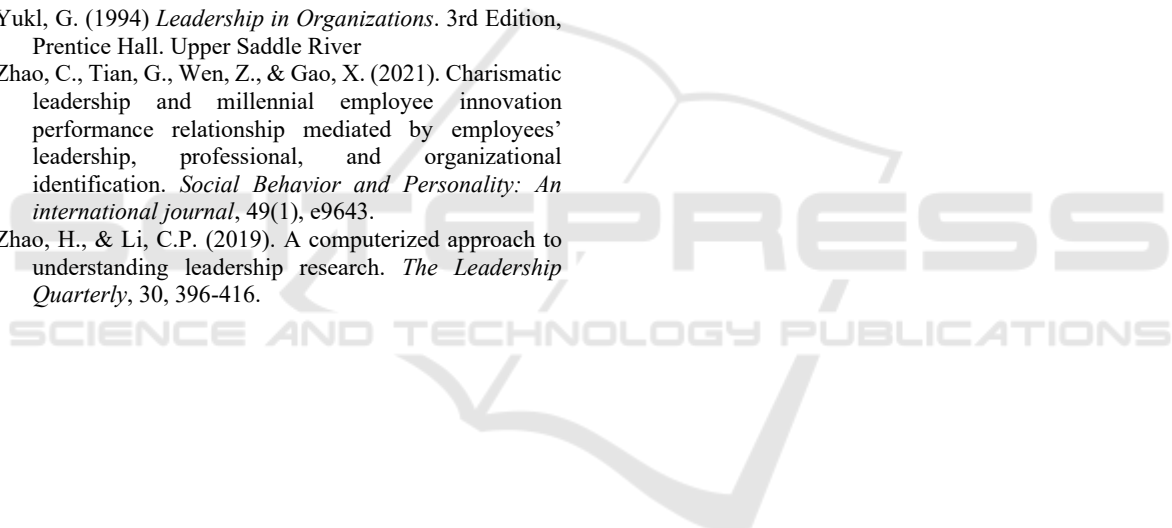 Yukl, G. (1994) Leadership in Organizations. 3rd Edition,
Prentice Hall. Upper Saddle River
Zhao, C., Tian, G., Wen, Z., & Gao, X. (2021). Charismatic
leadership and millennial employee innovation
performance relationship mediated by employees’
leadership, professional, and organizational
identification. Social Behavior and Personality: An
international journal, 49(1), e9643.
Zhao, H., & Li, C.P. (2019). A computerized approach to
understanding leadership research. The Leadership
Quarterly, 30, 396-416.
SCITEPRESS
SCIENCE AND TECHNOLOGY PUBLICATIONS